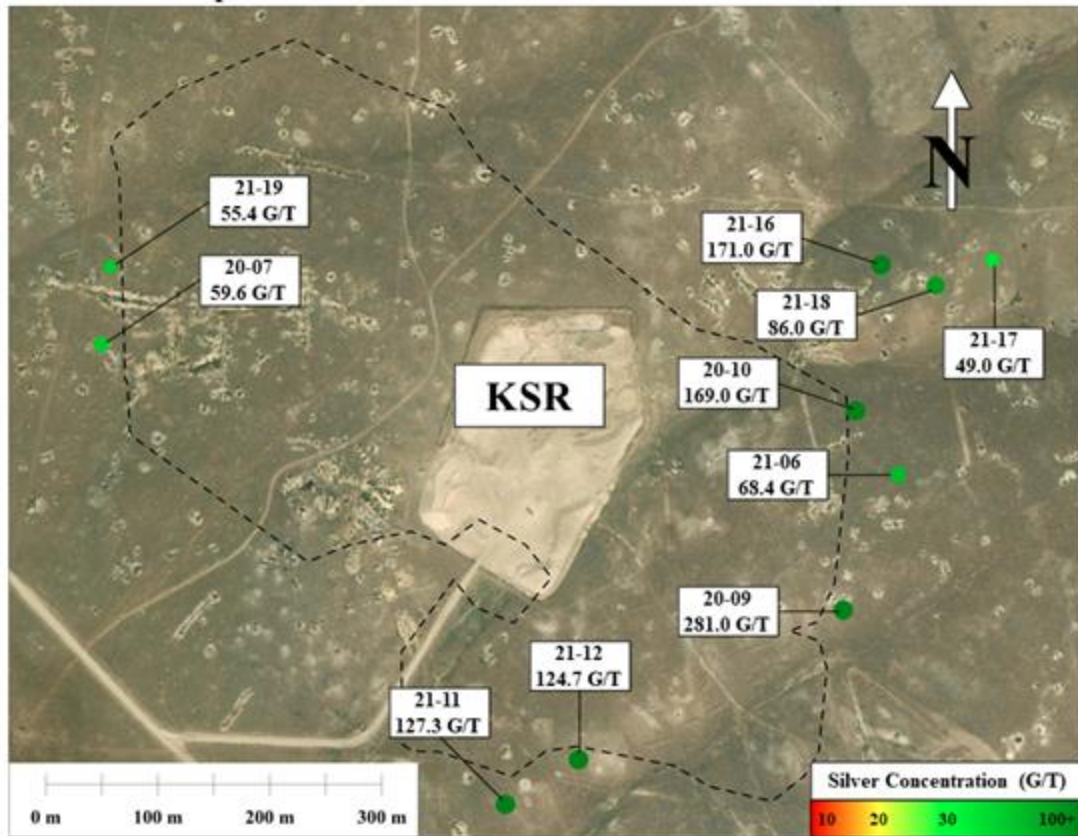 N
21-19
55.4 G/T
20-07
59.6 G/T
21-16
171.0 G/T
21-18
86.0 G/T
21-17
49.0 G/T
KSR
20-10
169.0 G/T
21-06
68.4 G/T
20-09
281.0 G/T
21-12
124.7 G/T
21-11
127.3 G/T
0 m 100 m 200 m 300 m
Silver Concentration (G/T)
10 20 30 100+